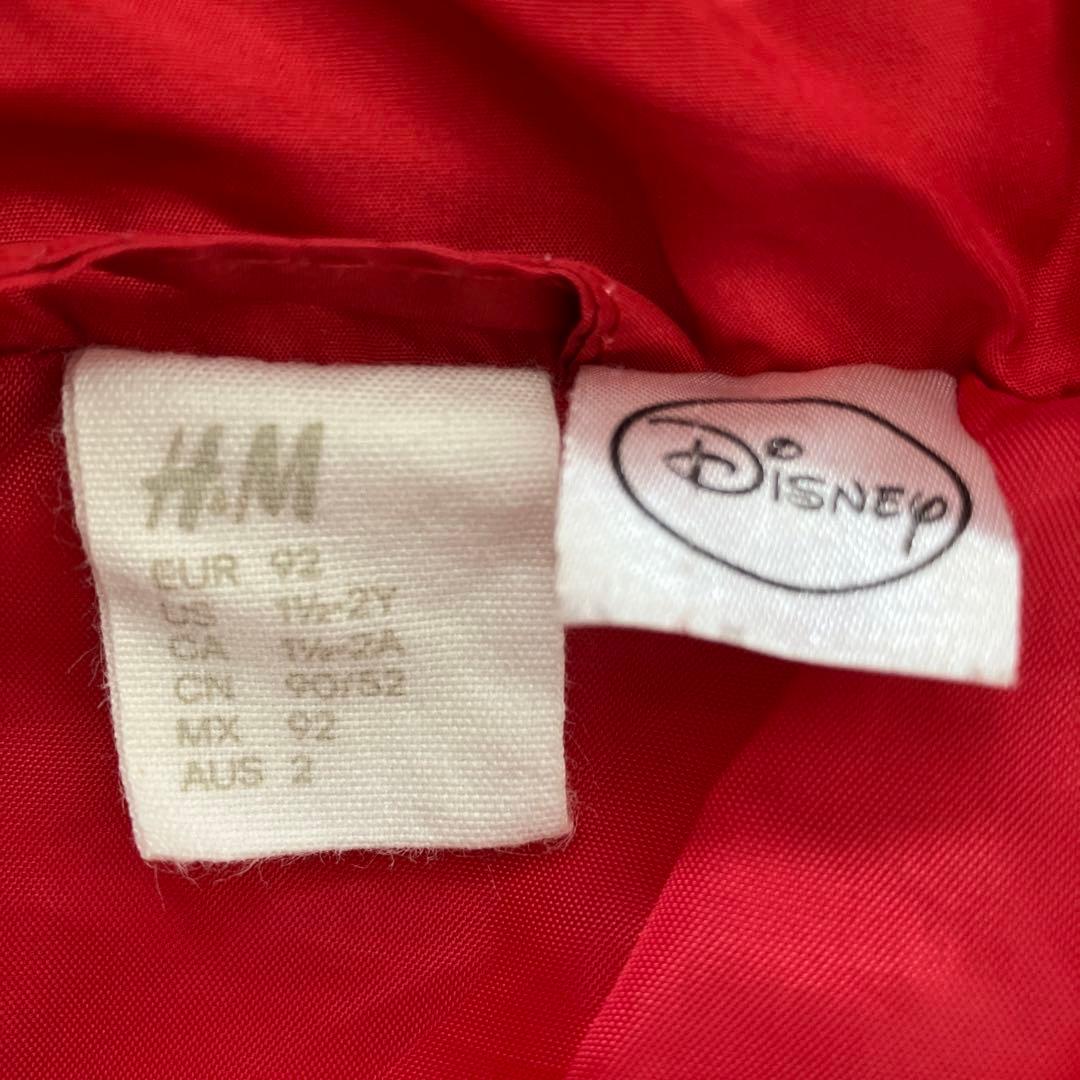 H&M
EUR 92
US 1½-2Y
CA 1½-2A
CN 90/52
MX 92
AUS 2
Disney